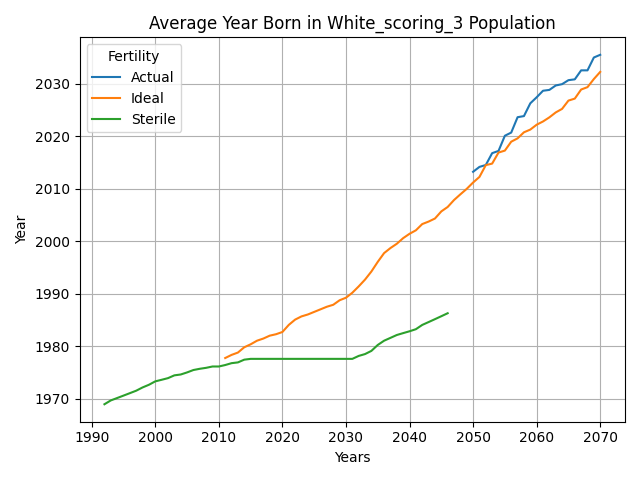 Average Year Born in White_scoring_3 Population
Fertility
Actual
Ideal
Sterile
Year
2030
2020
2010
2000
1990
1980
1970
1990 2000 2010 2020 2030 2040 2050 2060 2070
Years